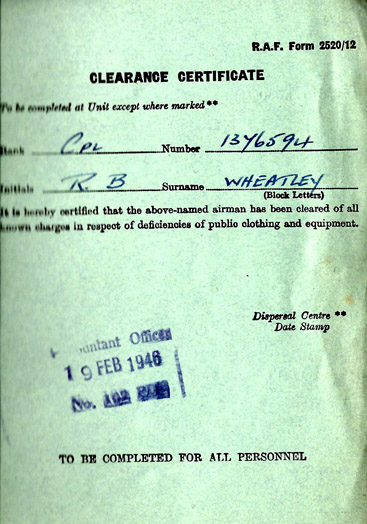 R.A.F. Form 2520/12
CLEARANCE CERTIFICATE
To be completed at Unit except where marked **
Rank Cpl Number 1376594
Initials R. B Surname WHEATLEY
(Block Letters)
It is hereby certified that the above-named airman has been cleared of all
known charges in respect of deficiencies of public clothing and equipment.
Dispersal Centre **
Date Stamp
Officer
19 FEB 1946
No. 102
TO BE COMPLETED FOR ALL PERSONNEL